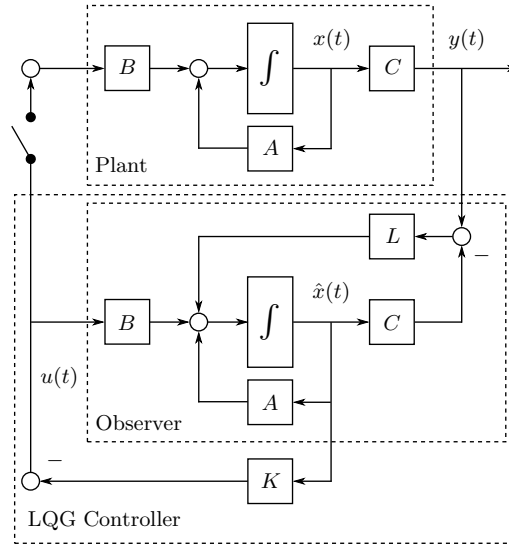 x(t) y(t)
B ∫ C
A
Plant
L
−
x̂(t)
B ∫ C
u(t)
A
Observer
−
K
LQG Controller